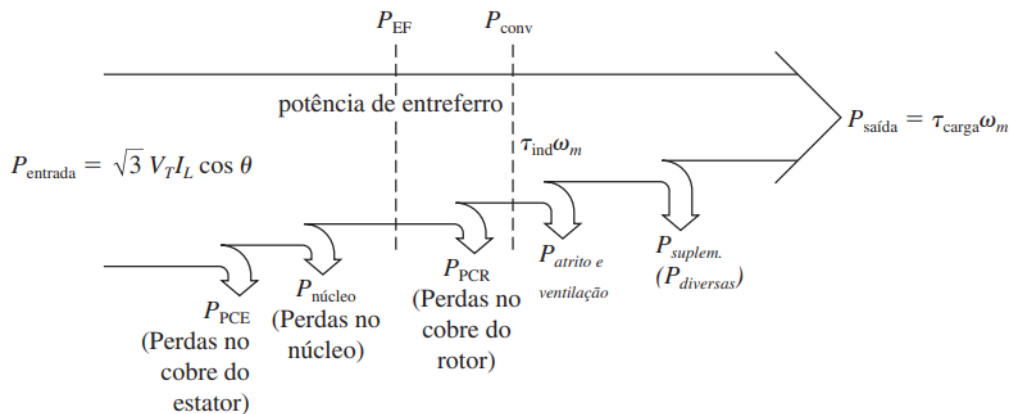 P_EF
P_conv
potência de entreferro
P_saída = τ_carga ω_m
τ_ind ω_m
P_entrada = √3 V_T I_L cos θ
P_PCE
(Perdas no
cobre do
estator)
P_núcleo
(Perdas no
núcleo)
P_PCR
(Perdas no
cobre do
rotor)
P_atrito e
ventilação
P_suplem.
(P_diversas)